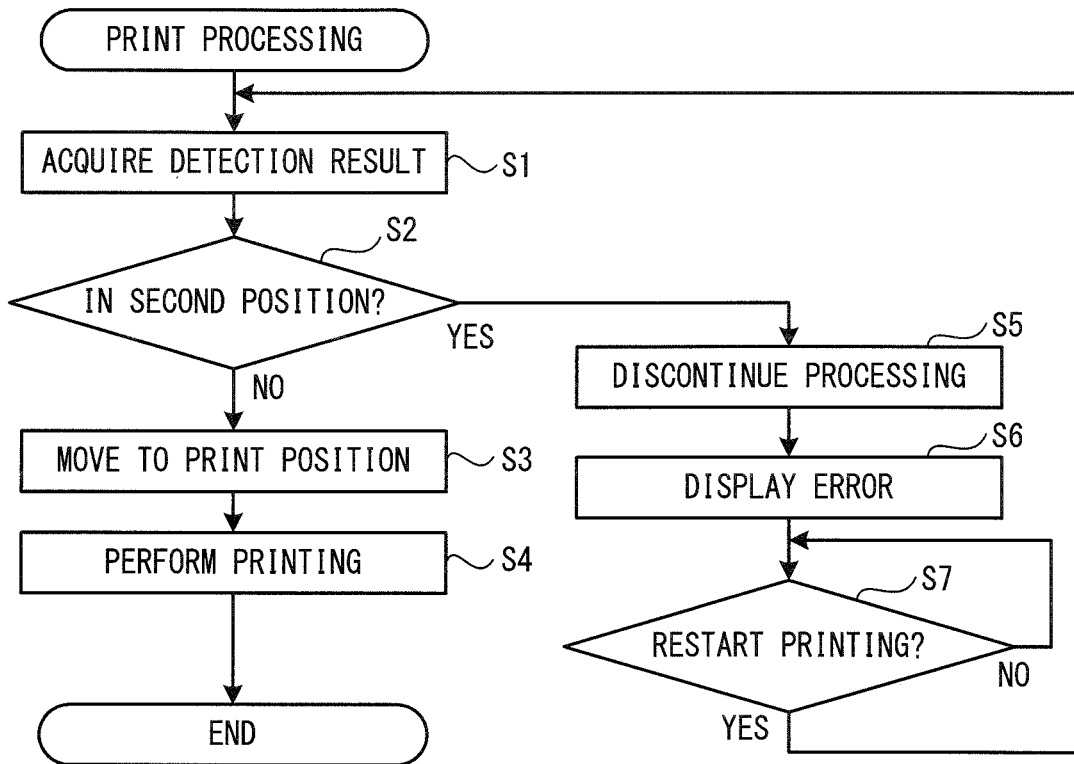 PRINT PROCESSING
ACQUIRE DETECTION RESULT
S1
S2
IN SECOND POSITION?
YES
NO
MOVE TO PRINT POSITION
S3
PERFORM PRINTING
S4
END
S5
DISCONTINUE PROCESSING
S6
DISPLAY ERROR
S7
RESTART PRINTING?
NO
YES